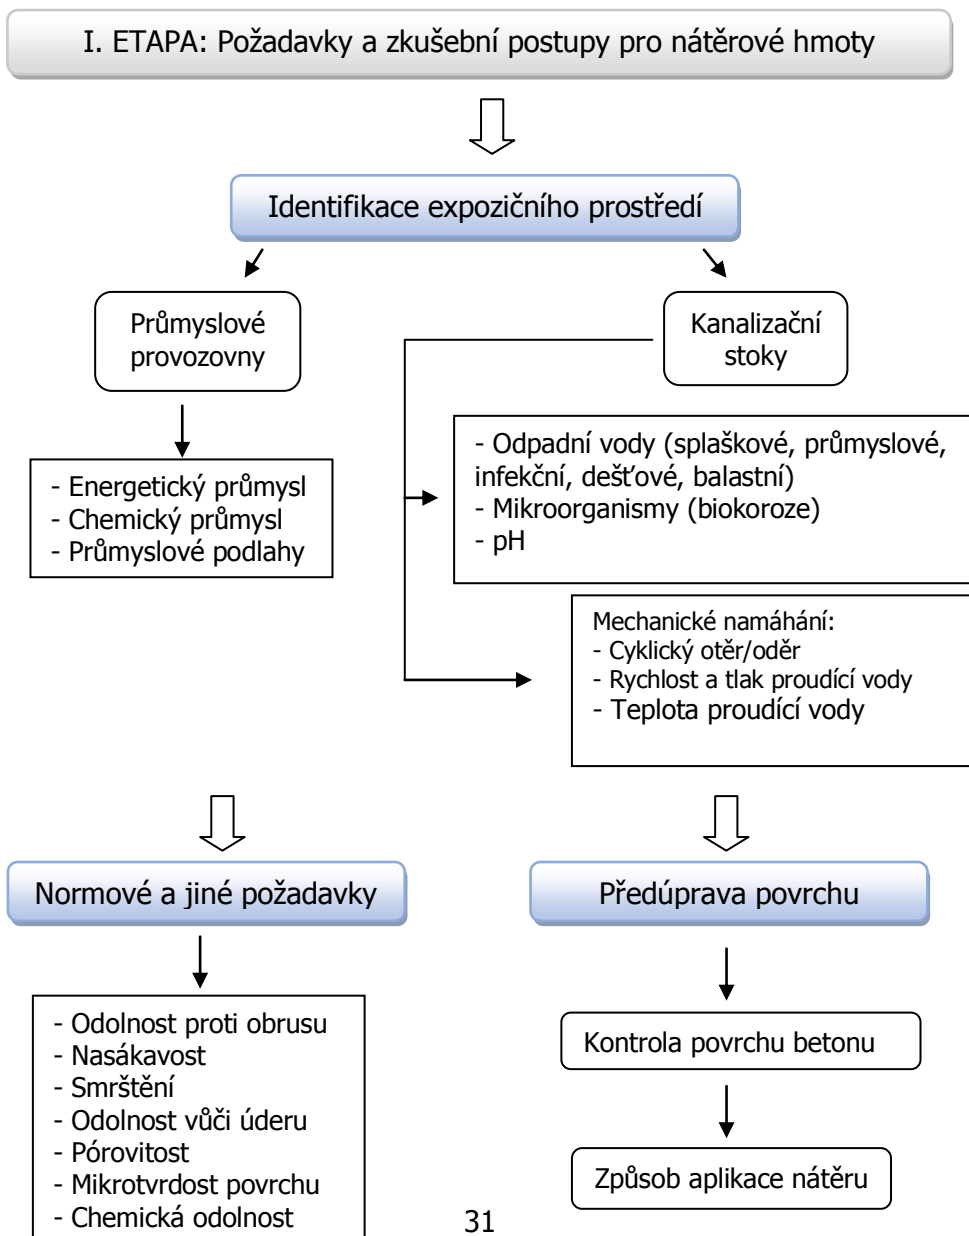 I. ETAPA: Požadavky a zkušební postupy pro nátěrové hmoty
Identifikace expozičního prostředí
Průmyslové
provozovny
- Energetický průmysl
- Chemický průmysl
- Průmyslové podlahy
Kanalizační
stoky
- Odpadní vody (splaškové, průmyslové,
infekční, dešťové, balastní)
- Mikroorganismy (biokoroze)
- pH
Mechanické namáhání:
- Cyklický otěr/oděr
- Rychlost a tlak proudící vody
- Teplota proudící vody
Normové a jiné požadavky
- Odolnost proti obrusu
- Nasákavost
- Smrštění
- Odolnost vůči úderu
- Pórovitost
- Mikrotvrdost povrchu
- Chemická odolnost
Předúprava povrchu
Kontrola povrchu betonu
Způsob aplikace nátěru
31